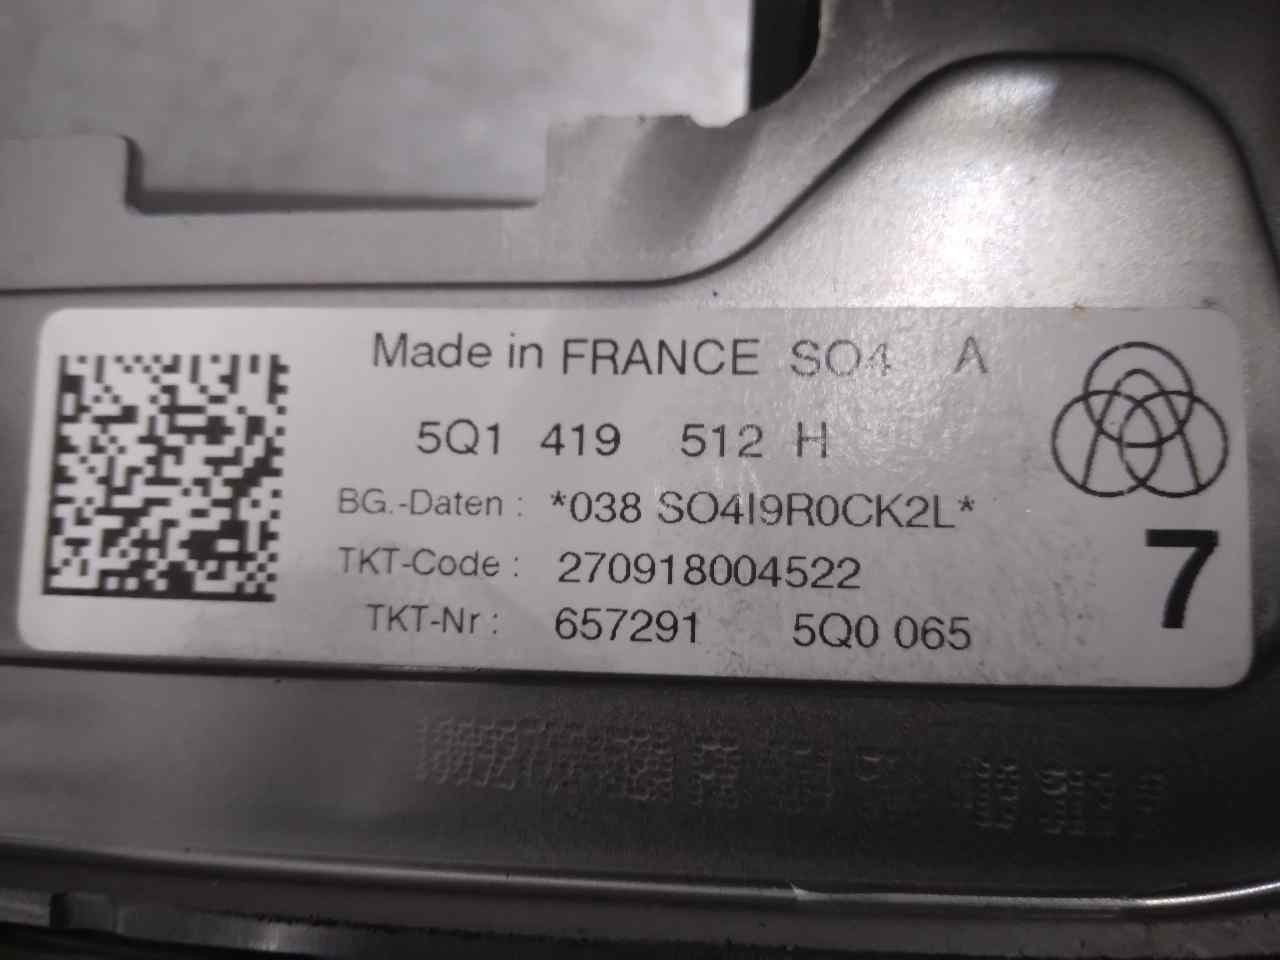 Made in FRANCE SO4 A
5Q1 419 512 H
BG.-Daten : *038 SO4I9R0CK2L*
TKT-Code : 270918004522
TKT-Nr : 657291 5Q0 065
7